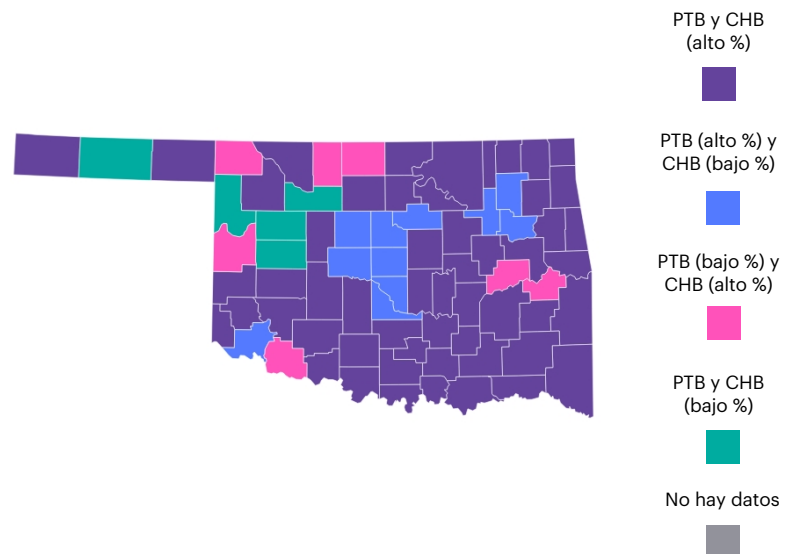 PTB y CHB
(alto %)
PTB (alto %) y
CHB (bajo %)
PTB (bajo %) y
CHB (alto %)
PTB y CHB
(bajo %)
No hay datos